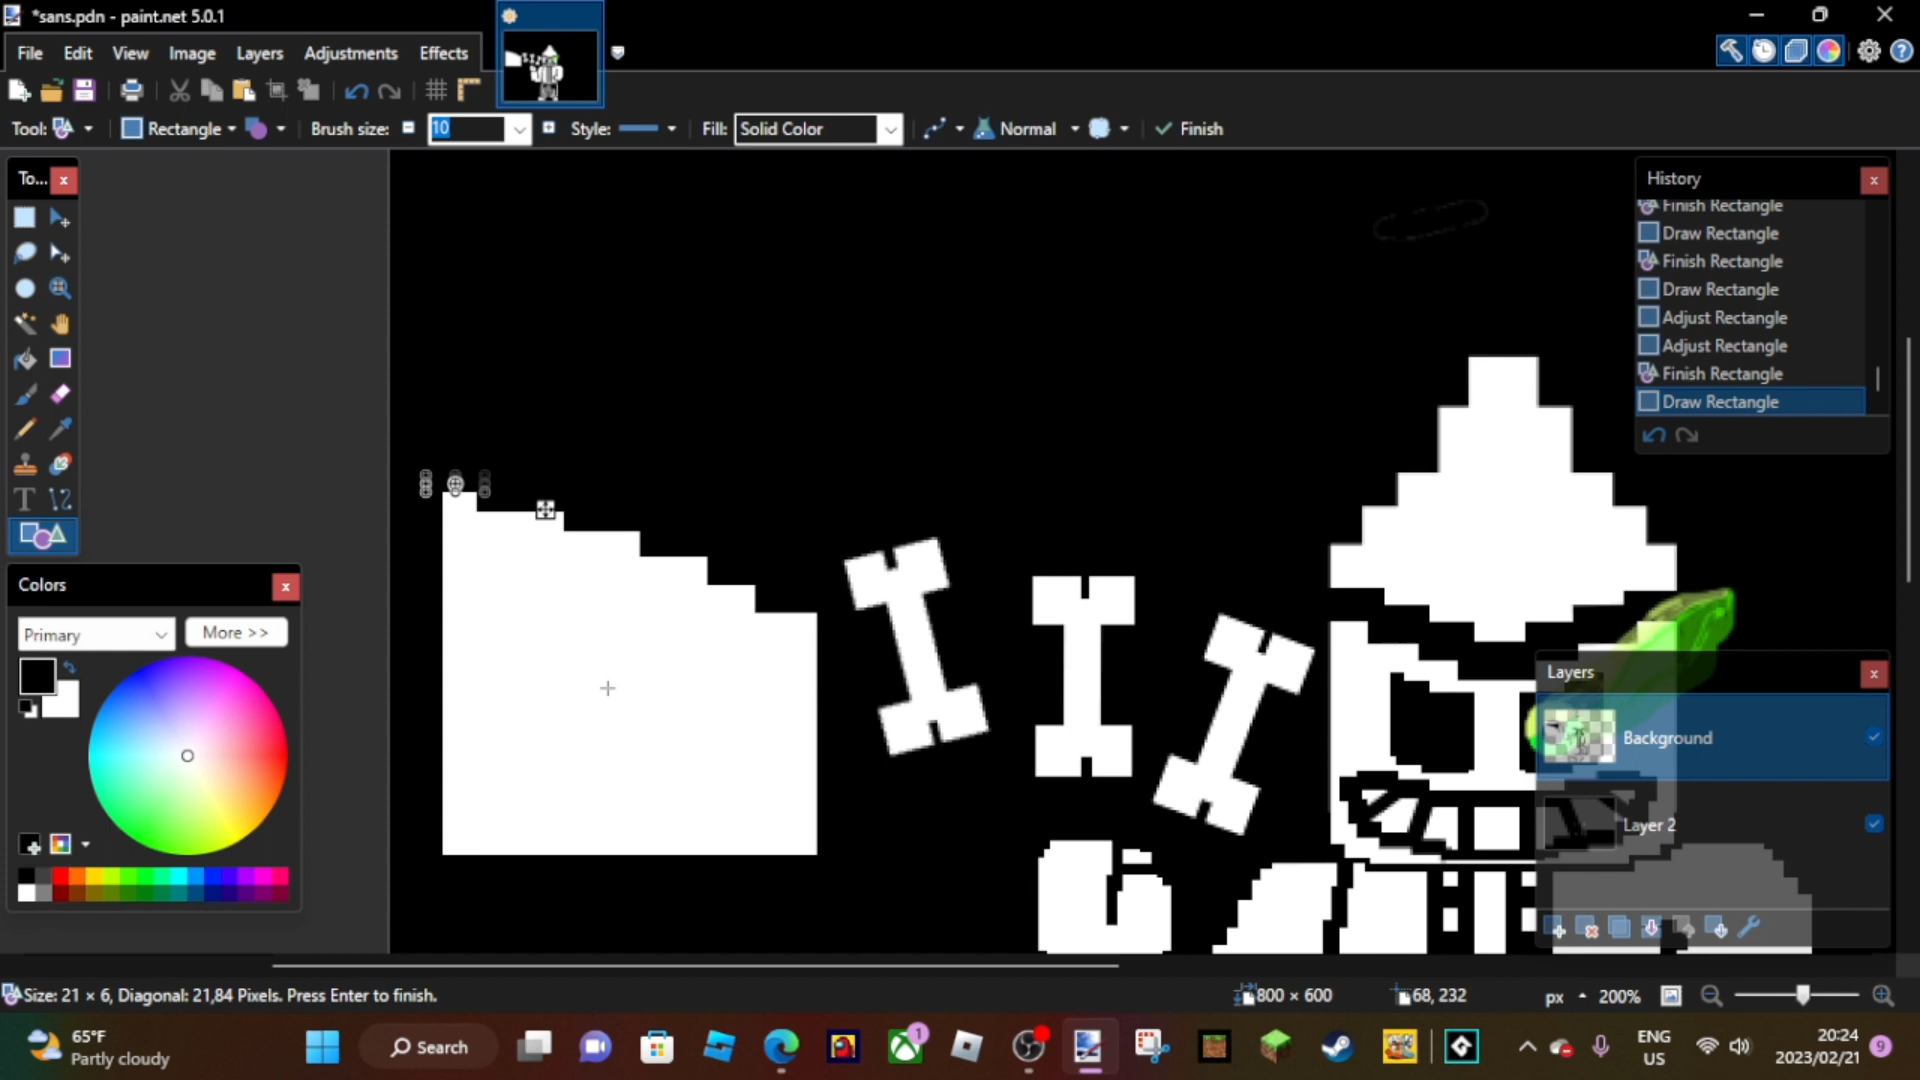 *sans.pdn - paint.net 5.0.1
File Edit View Image Layers Adjustments Effects
Tool: Rectangle Brush size: 10 Style: Fill: Solid Color Normal Finish
To...
History
Finish Rectangle
Draw Rectangle
Finish Rectangle
Draw Rectangle
Adjust Rectangle
Adjust Rectangle
Finish Rectangle
Draw Rectangle
Colors
Primary
More >>
Layers
Background
Layer 2
Size: 21 × 6, Diagonal: 21,84 Pixels. Press Enter to finish.
800 × 600
68, 232
px
200%
65°F
Partly cloudy
Search
1
ENG
US
20:24
2023/02/21
9